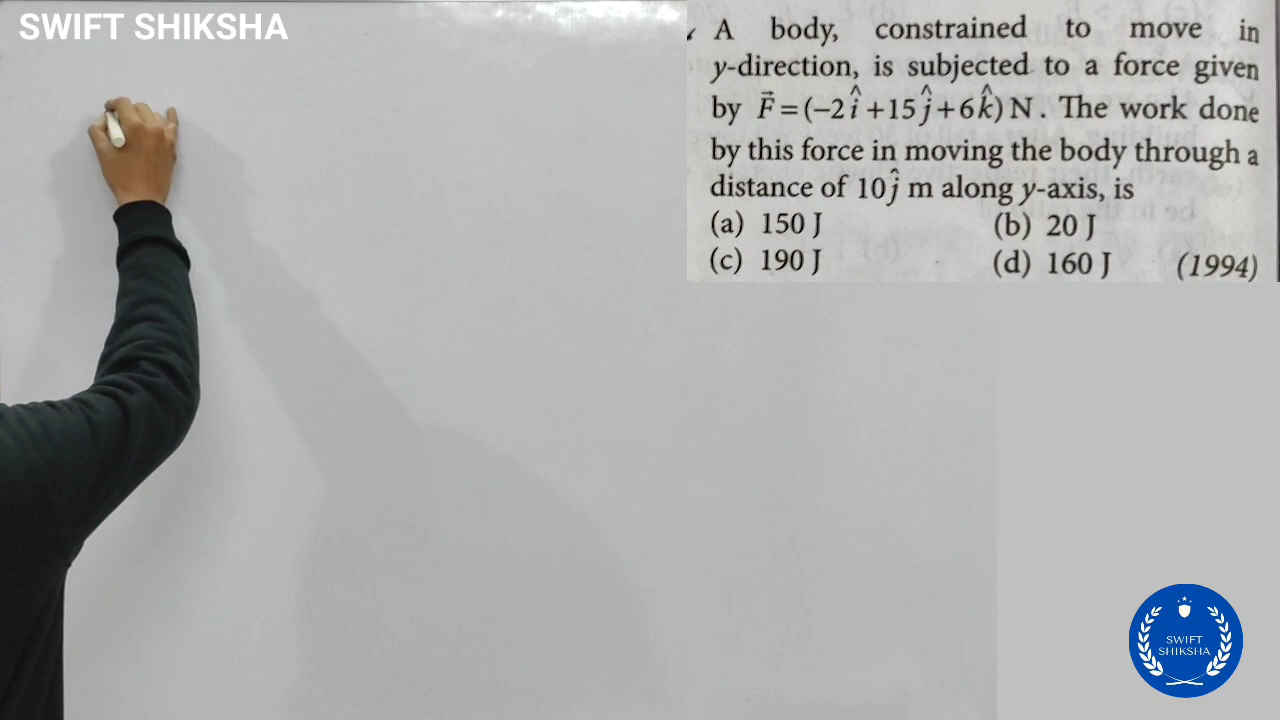 SWIFT SHIKSHA
A body, constrained to move in
y-direction, is subjected to a force given
by F⃗ = (−2î + 15ĵ + 6k̂) N. The work done
by this force in moving the body through a
distance of 10ĵ m along y-axis, is
(a) 150 J (b) 20 J
(c) 190 J (d) 160 J (1994)
SWIFT
SHIKSHA